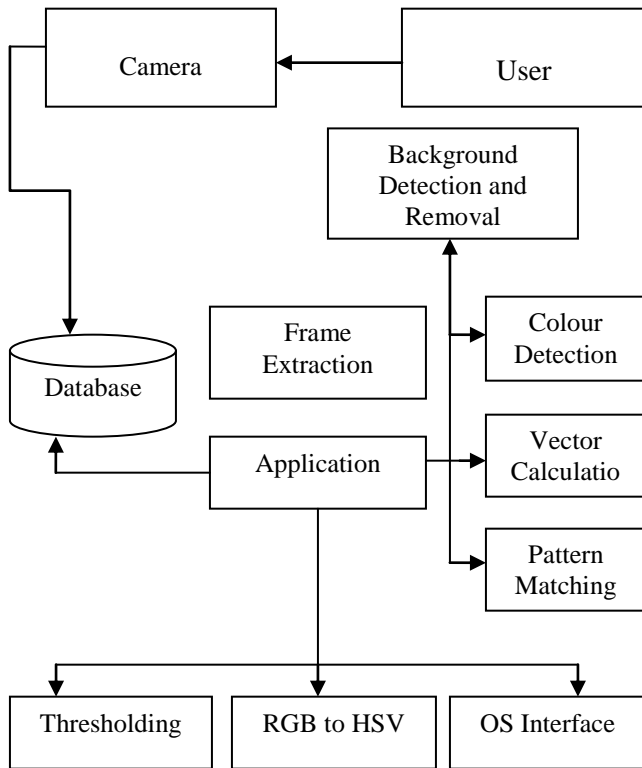 Camera
User
Background
Detection and
Removal
Frame
Extraction
Colour
Detection
Database
Application
Vector
Calculatio
Pattern
Matching
Thresholding
RGB to HSV
OS Interface